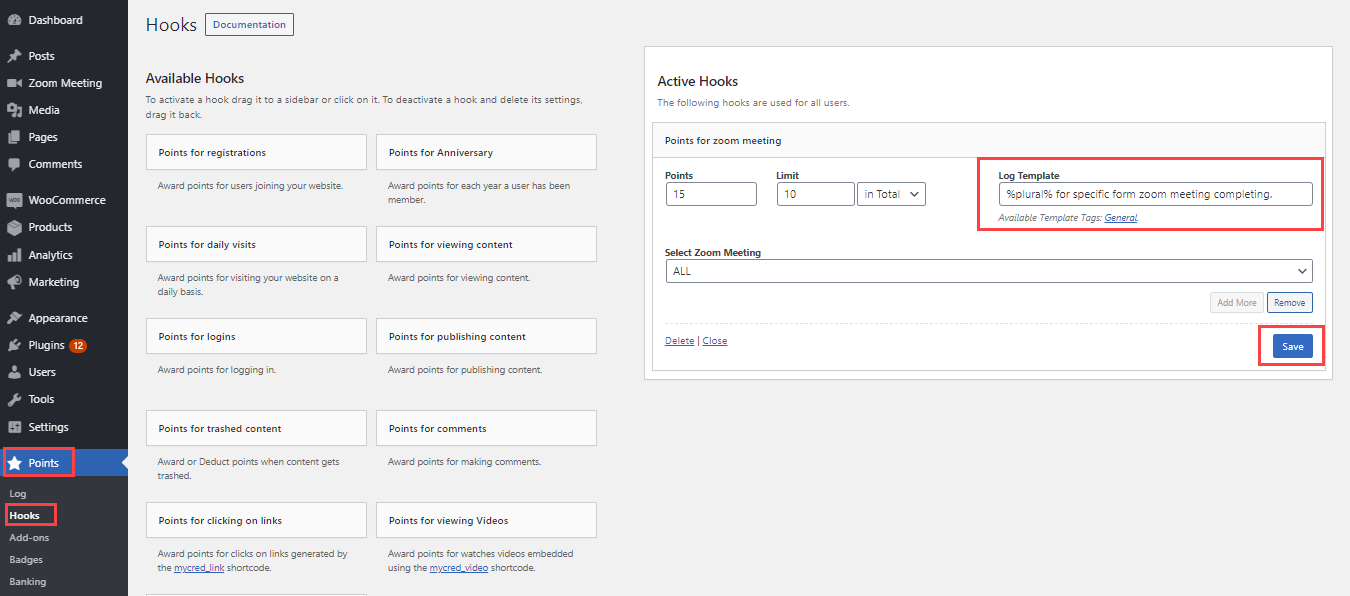 Dashboard
Posts
Zoom Meeting
Media
Pages
Comments
WOO
WooCommerce
Products
Analytics
Marketing
Appearance
Plugins 12
Users
Tools
Settings
Points
Log
Hooks
Add-ons
Badges
Banking
Hooks
Documentation
Available Hooks
To activate a hook drag it to a sidebar or click on it. To deactivate a hook and delete its settings,
drag it back.
Points for registrations
Award points for users joining your website.
Points for Anniversary
Award points for each year a user has been
member.
Points for daily visits
Award points for visiting your website on a
daily basis.
Points for viewing content
Award points for viewing content.
Points for logins
Award points for logging in.
Points for publishing content
Award points for publishing content.
Points for trashed content
Award or Deduct points when content gets
trashed.
Points for comments
Award points for making comments.
Points for clicking on links
Award points for clicks on links generated by
the mycred_link shortcode.
Points for viewing Videos
Award points for watches videos embedded
using the mycred_video shortcode.
Active Hooks
The following hooks are used for all users.
Points for zoom meeting
Points
15
Limit
10 in Total
Log Template
%plural% for specific form zoom meeting completing.
Available Template Tags: General.
Select Zoom Meeting
ALL
Add More Remove
Delete | Close
Save